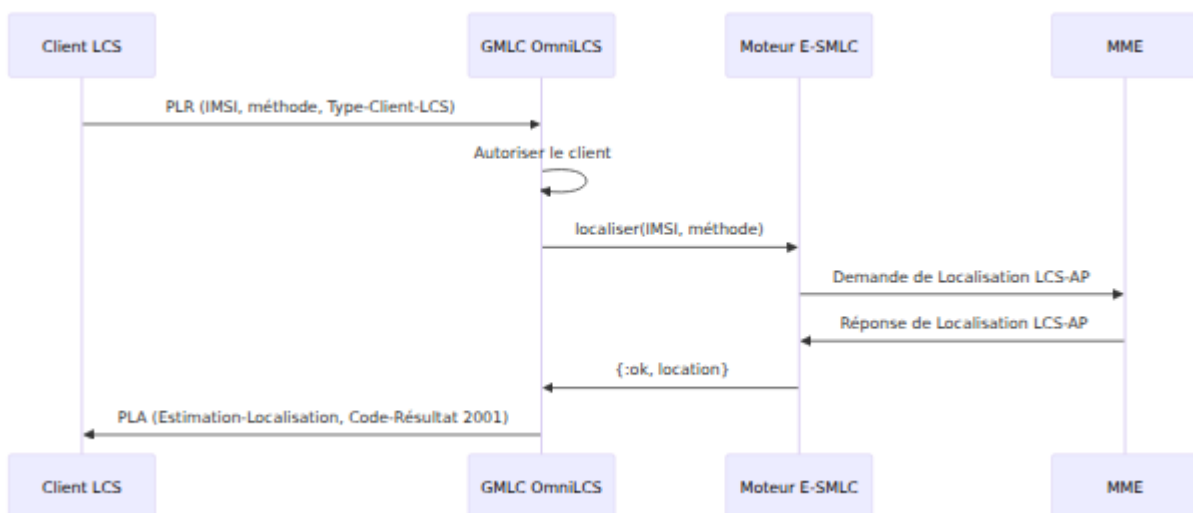 Client LCS
GMLC OmniLCS
Moteur E-SMLC
MME
PLR (IMSI, méthode, Type-Client-LCS)
Autoriser le client
localiser(IMSI, méthode)
Demande de Localisation LCS-AP
Réponse de Localisation LCS-AP
{:ok, location}
PLA (Estimation-Localisation, Code-Résultat 2001)
Client LCS
GMLC OmniLCS
Moteur E-SMLC
MME